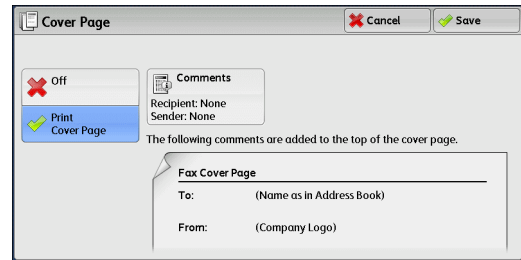 Cover Page
Cancel
Save
Off
Print
Cover Page
Comments
Recipient: None
Sender: None
The following comments are added to the top of the cover page.
Fax Cover Page
To: (Name as in Address Book)
From: (Company Logo)